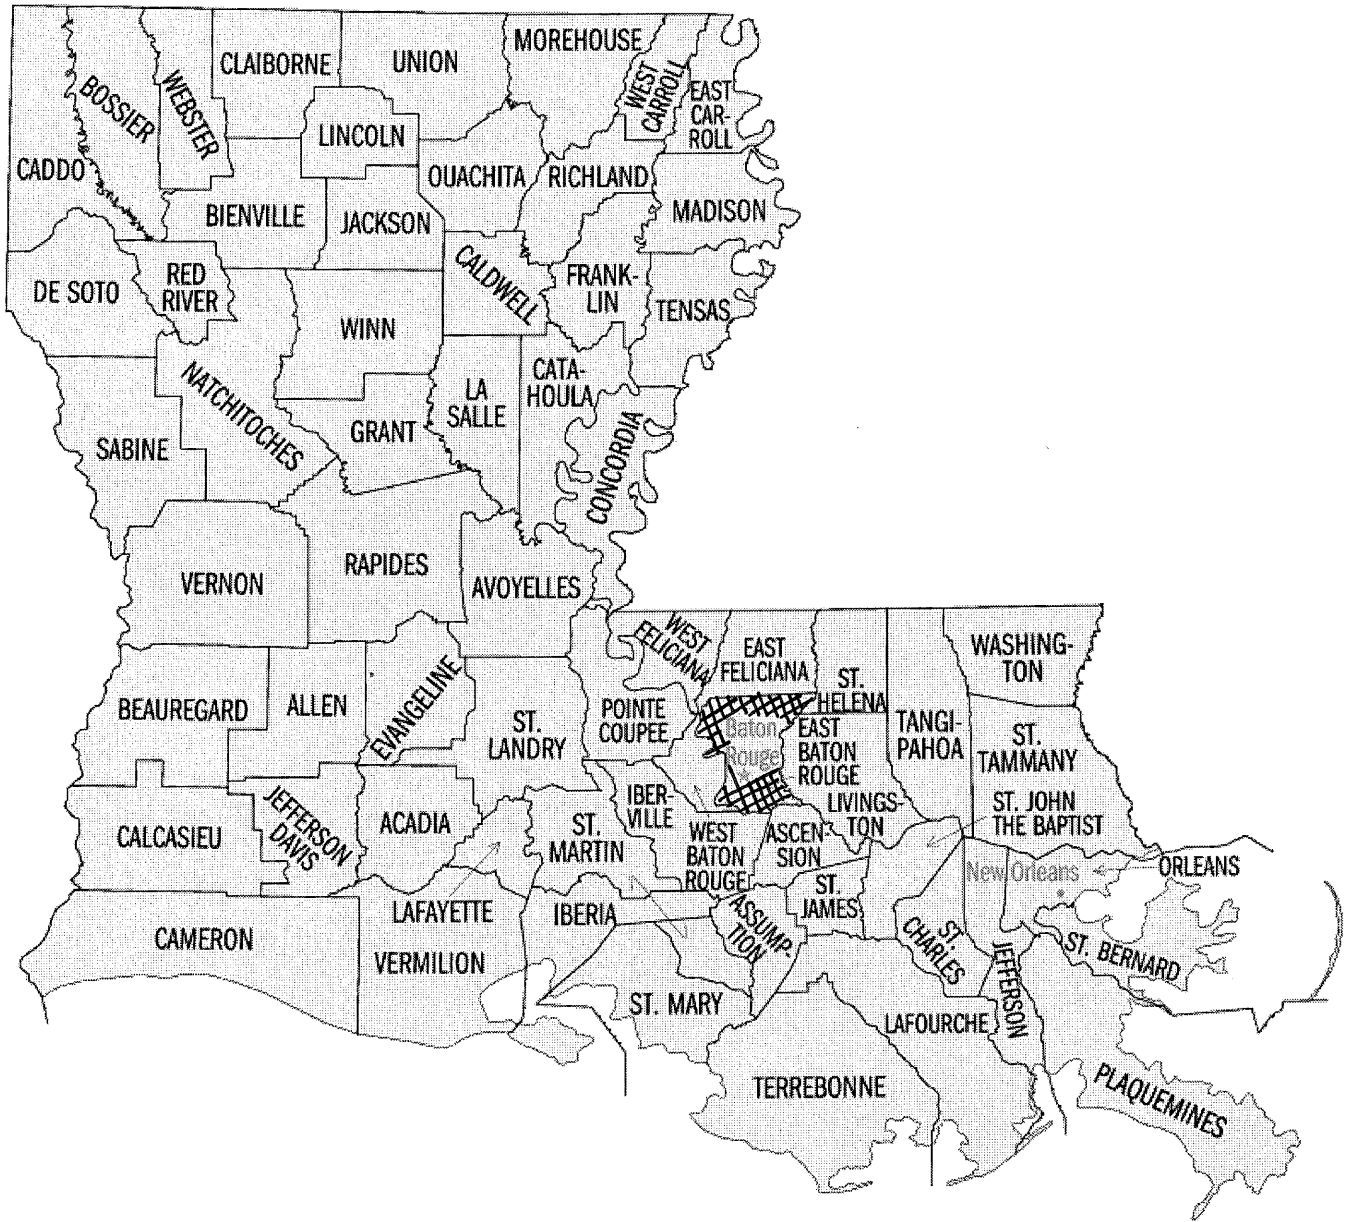 MOREHOUSE
CLAIBORNE
UNION
WEST
CARROLL
EAST
CAR-
ROLL
BOSSIER
WEBSTER
LINCOLN
CADDO
OUACHITA
RICHLAND
BIENVILLE
JACKSON
MADISON
DE SOTO
RED
RIVER
CALDWELL
FRANK-
LIN
TENSAS
WINN
NATCHITOCHES
LA
SALLE
CATA-
HOULA
SABINE
GRANT
CONCORDIA
VERNON
RAPIDES
AVOYELLES
WEST
FELICIANA
EAST
FELICIANA
WASHING-
TON
BEAUREGARD
ALLEN
EVANGELINE
ST.
LANDRY
POINTE
COUPEE
ST.
HELENA
Baton
Rouge
EAST
BATON
ROUGE
TANGI-
PAHOA
ST.
TAMMANY
CALCASIEU
JEFFERSON
DAVIS
ACADIA
ST.
MARTIN
IBER-
VILLE
WEST
BATON
ROUGE
ASCEN-
SION
LIVINGS-
TON
ST. JOHN
THE BAPTIST
CAMERON
LAFAYETTE
VERMILION
IBERIA
ASSUMP-
TION
ST.
JAMES
New Orleans
ORLEANS
ST.
CHARLES
JEFFERSON
ST. BERNARD
ST. MARY
LAFOURCHE
TERREBONNE
PLAQUEMINES